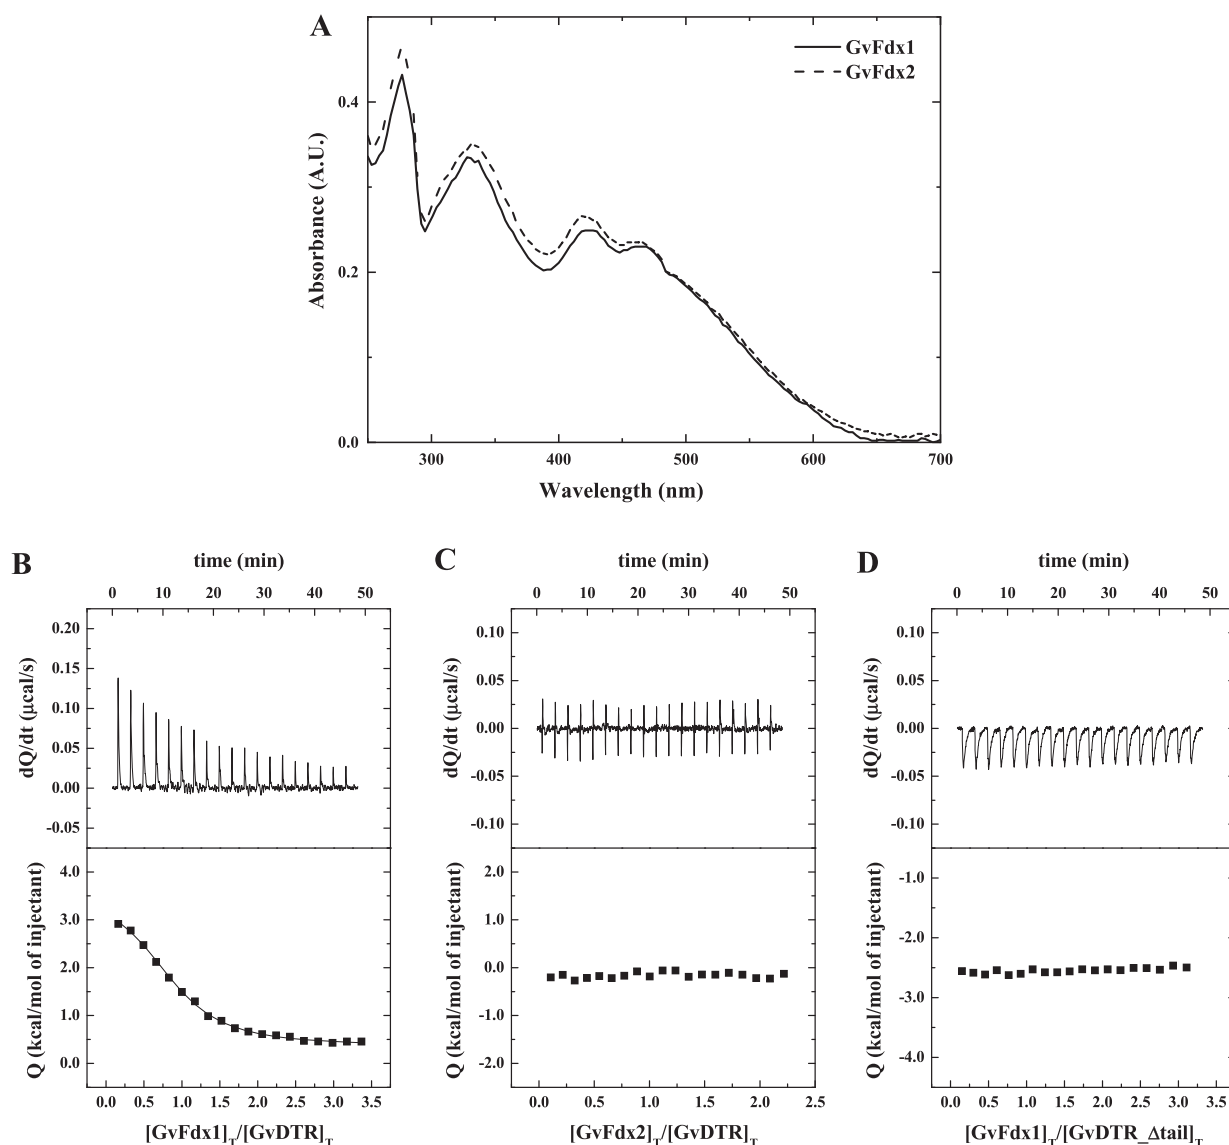 A
GvFdx1
GvFdx2
Absorbance (A.U.)
0.4
0.2
0.0
300 400 500 600 700
Wavelength (nm)
B
time (min)
0 10 20 30 40 50
dQ/dt (μcal/s)
0.20
0.15
0.10
0.05
0.00
-0.05
Q (kcal/mol of injectant)
4.0
3.0
2.0
1.0
0.0
0.0 0.5 1.0 1.5 2.0 2.5 3.0 3.5
[GvFdx1]T/[GvDTR]T
C
time (min)
0 10 20 30 40 50
dQ/dt (μcal/s)
0.10
0.05
0.00
-0.05
-0.10
Q (kcal/mol of injectant)
2.0
1.0
0.0
-1.0
-2.0
0.0 0.5 1.0 1.5 2.0 2.5
[GvFdx2]T/[GvDTR]T
D
time (min)
0 10 20 30 40 50
dQ/dt (μcal/s)
0.10
0.05
0.00
-0.05
-0.10
Q (kcal/mol of injectant)
-1.0
-2.0
-3.0
-4.0
0.0 0.5 1.0 1.5 2.0 2.5 3.0 3.5
[GvFdx1]T/[GvDTR_Δtail]T